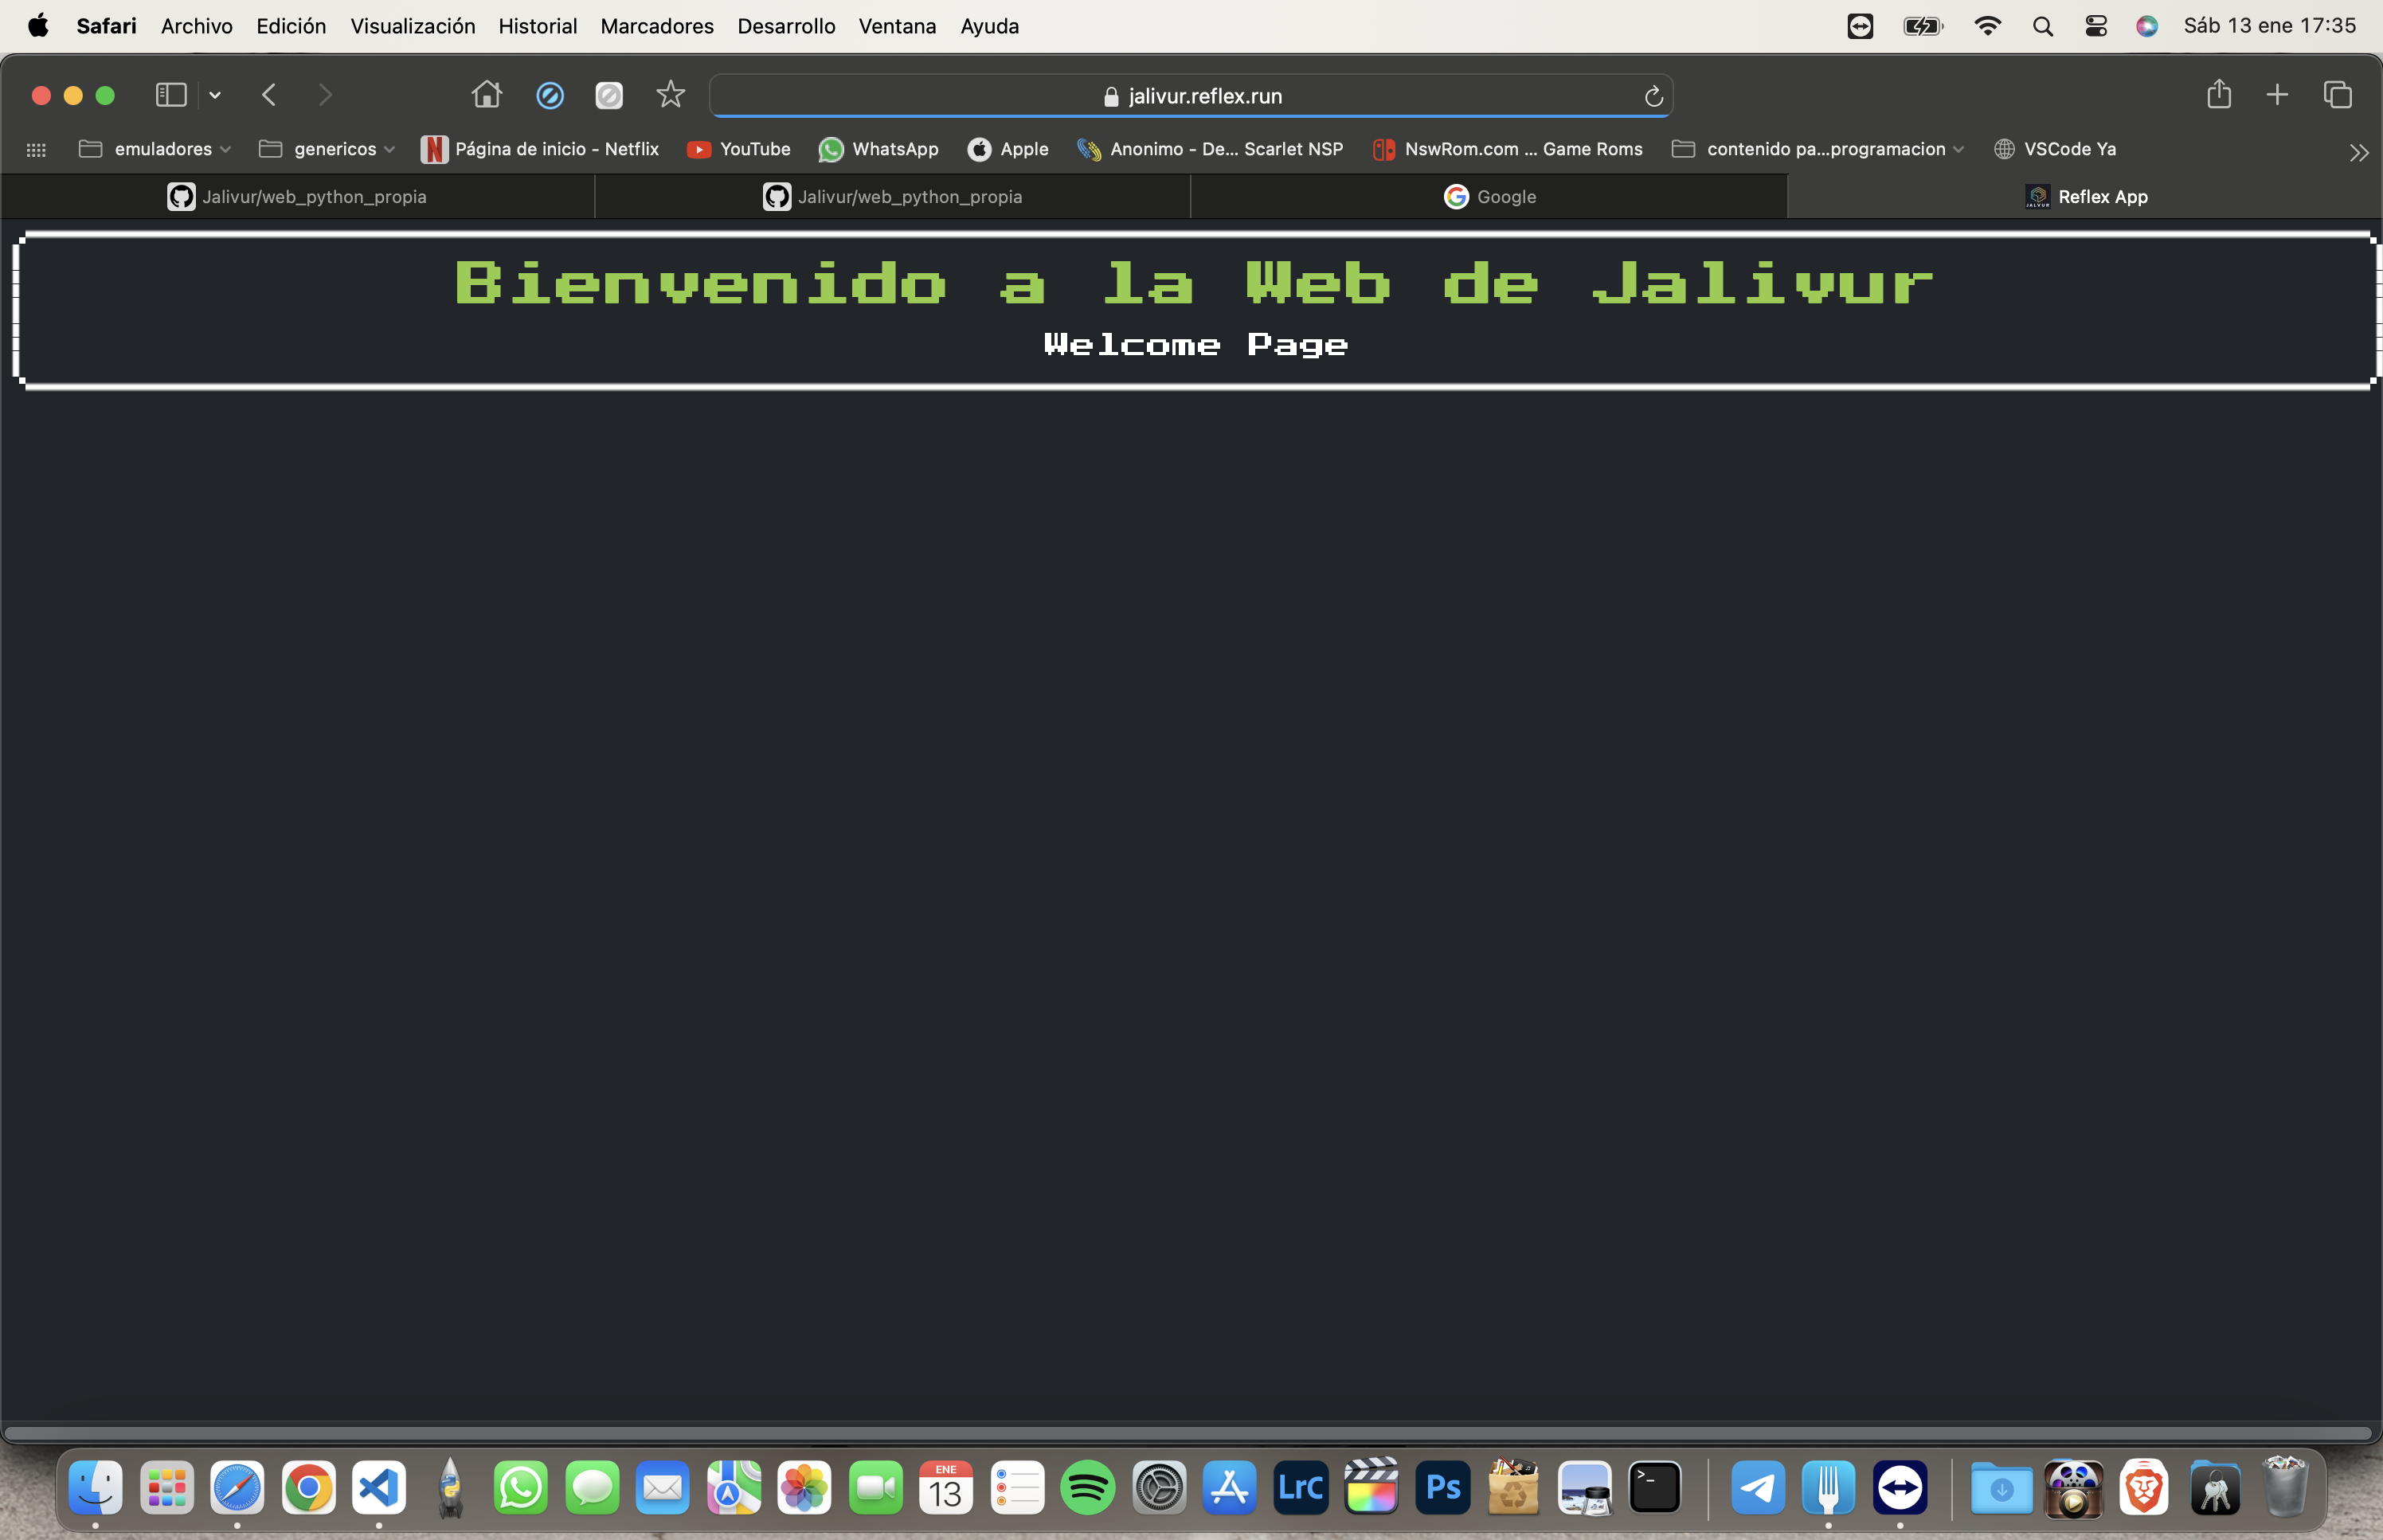 Safari Archivo Edición Visualización Historial Marcadores Desarrollo Ventana Ayuda Sáb 13 ene 17:35
jalivur.reflex.run
emuladores genericos Página de inicio - Netflix YouTube WhatsApp Apple Anonimo - De... Scarlet NSP NswRom.com ... Game Roms contenido pa...programacion VSCode Ya
Jalivur/web_python_propia Jalivur/web_python_propia Google Reflex App
Bienvenido a la Web de Jalivur
Welcome Page
ENE
13
LrC
Ps
>_